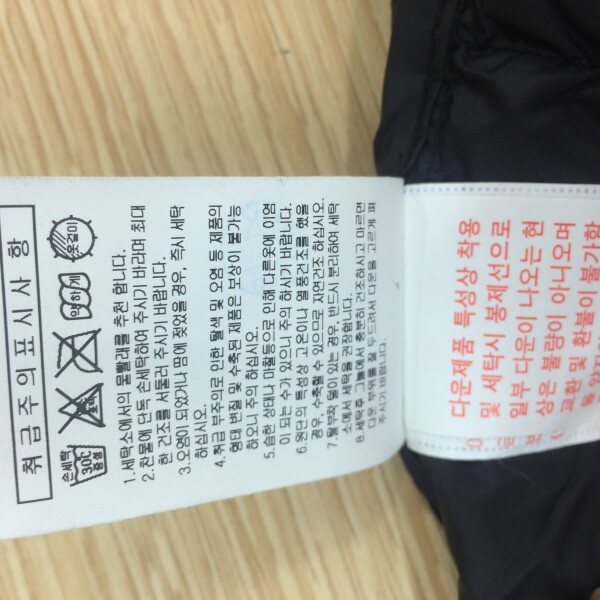 취급주의표시사항
손세탁
30℃
중성
표백
약하게
옷걸이
1. 세탁소에서의 물빨래를 추천 합니다.
2. 찬물에 단독 손세탁하여 주시기 바라며 최대
한 건조를 서둘러 주시기 바랍니다.
3. 오염이 되었거나 땀에 젖었을 경우, 즉시 세탁
하십시오.
4. 취급 부주의로 인한 탈색 및 오염 등 제품의
형태 변질 및 수축된 제품은 보상이 불가능
하오니 주의 하십시오.
5. 습한 상태나 마찰등으로 인해 다른옷에 이염
이 되는 수가 있으니 주의 하시기 바랍니다.
6. 원단의 특성상 고온이나 열풍건조를 했을
경우, 수축할 수 있으므로 자연건조 하십시오.
7. 탈부착 털이 있는 경우, 반드시 분리하여 세탁
소에서 세탁을 권장합니다.
8. 세탁후 그늘에서 충분히 건조하시고 마르면
다운 부위를 잘 두드려서 다운을 고르게 펴
주시기 바랍니다.
다운제품 특성상 착용
및 세탁시 봉제선으로
일부 다운이 나오는 현
상은 불량이 아니오며
교환 및 환불이 불가함